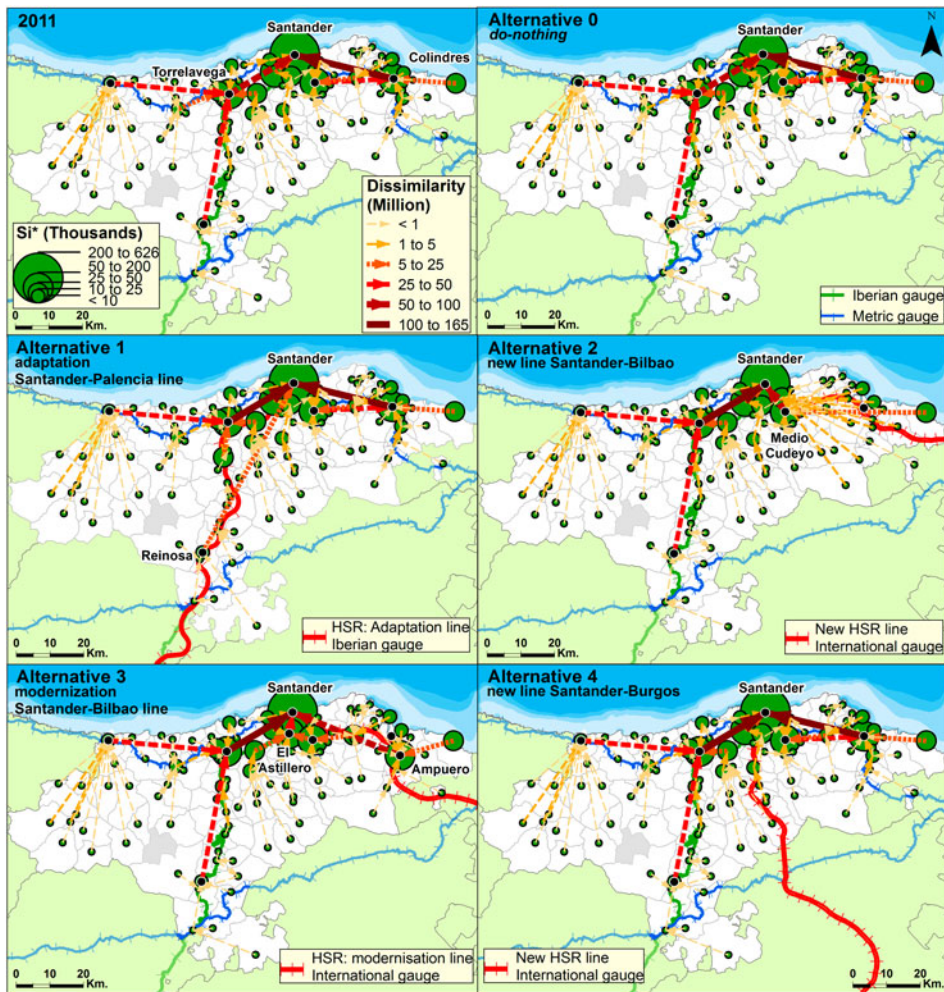 2011
Santander
Torrelavega
Colindres
Si* (Thousands)
200 to 626
50 to 200
25 to 50
10 to 25
< 10
0 10 20
Km.
Dissimilarity
(Million)
< 1
1 to 5
5 to 25
25 to 50
50 to 100
100 to 165
Alternative 0
do-nothing
Santander
N
0 10 20
Km.
Iberian gauge
Metric gauge
Alternative 1
adaptation
Santander-Palencia line
Santander
Reinosa
0 10 20
Km.
HSR: Adaptation line
Iberian gauge
Alternative 2
new line Santander-Bilbao
Santander
Medio
Cudeyo
0 10 20
Km.
New HSR line
International gauge
Alternative 3
modernization
Santander-Bilbao line
Santander
El
Astillero
Ampuero
0 10 20
Km.
HSR: modernisation line
International gauge
Alternative 4
new line Santander-Burgos
Santander
New HSR line
International gauge
0 10 20
Km.